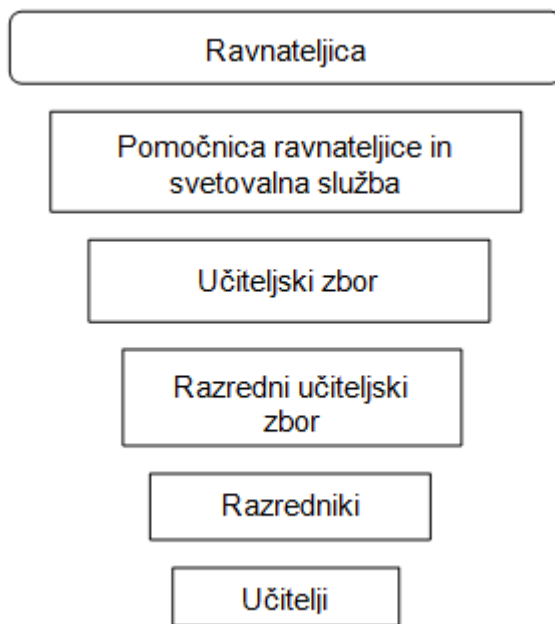 Ravnateljica
Pomočnica ravnateljice in
svetovalna služba
Učiteljski zbor
Razredni učiteljski
zbor
Razredniki
Učitelji